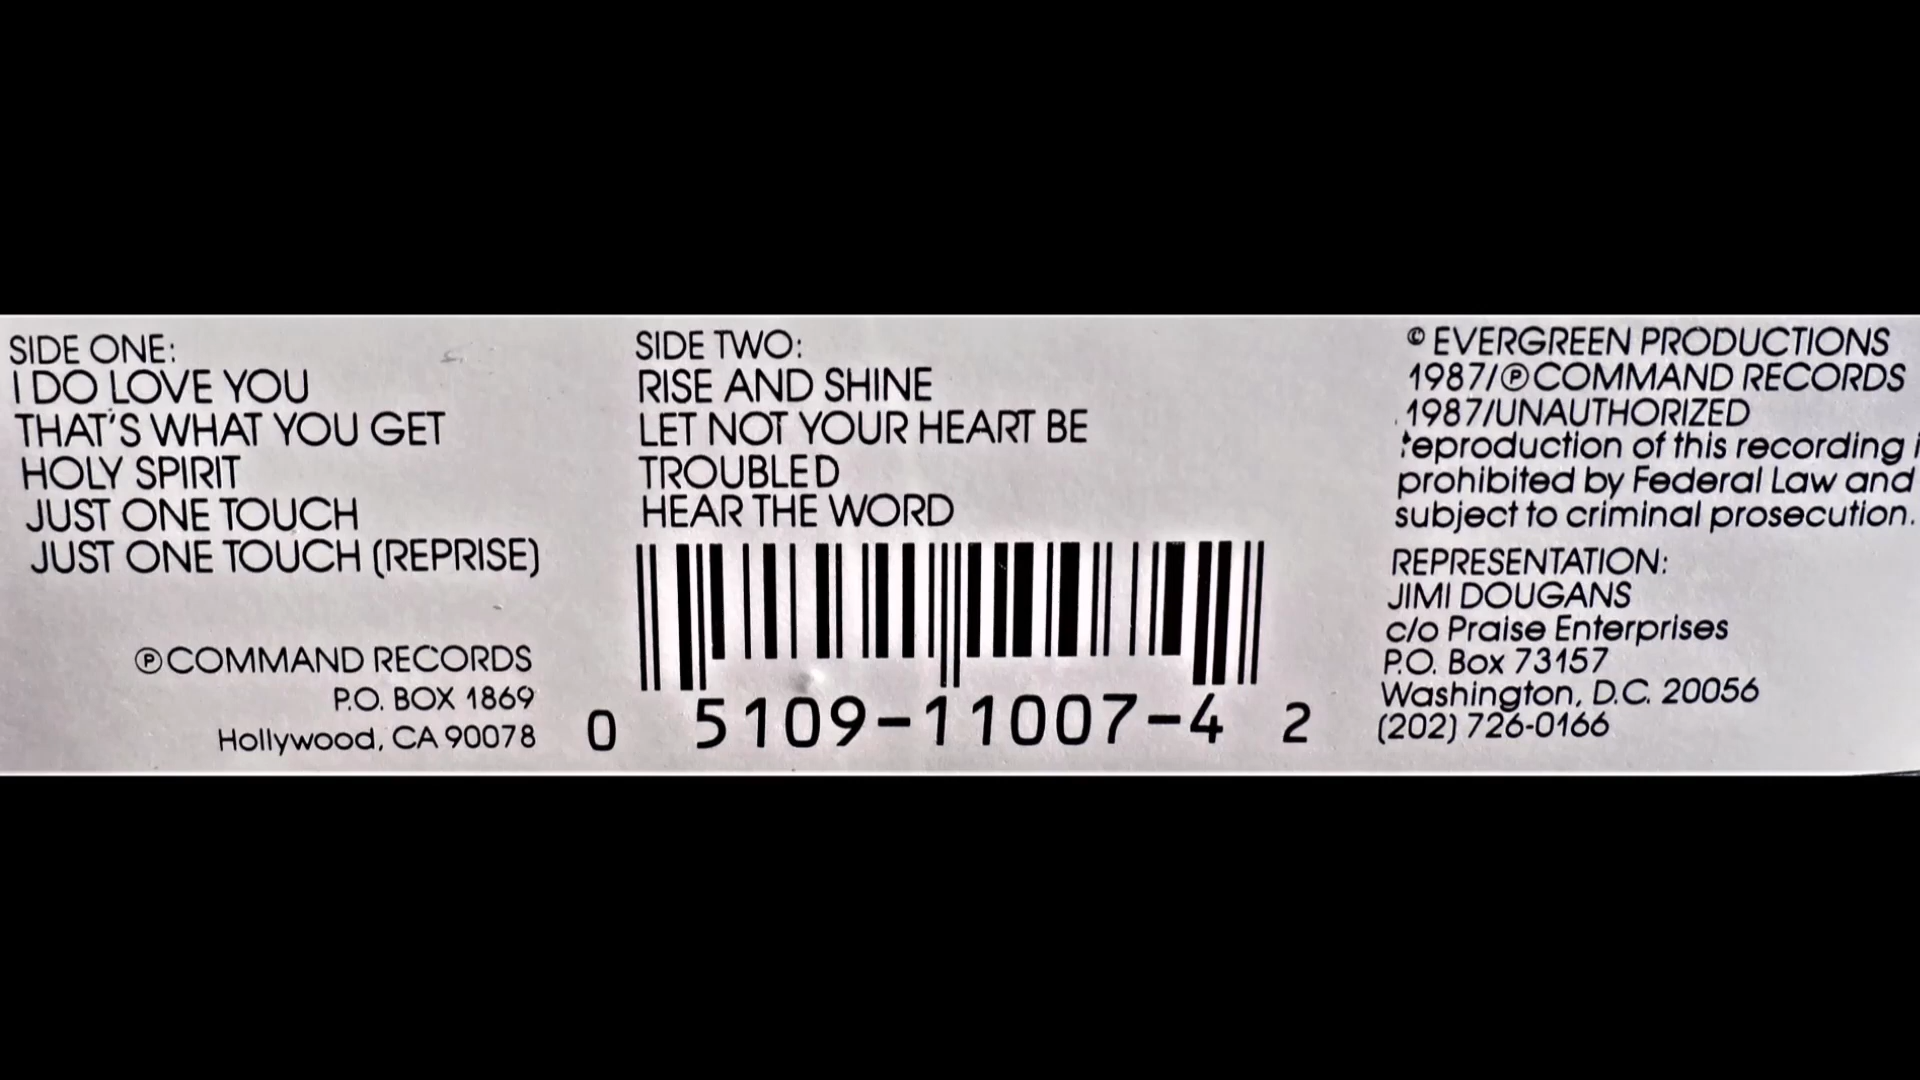 SIDE ONE:
I DO LOVE YOU
THAT'S WHAT YOU GET
HOLY SPIRIT
JUST ONE TOUCH
JUST ONE TOUCH (REPRISE)
℗COMMAND RECORDS
P.O. BOX 1869
Hollywood, CA 90078
SIDE TWO:
RISE AND SHINE
LET NOT YOUR HEART BE
TROUBLED
HEAR THE WORD
0 5109-11007-4 2
© EVERGREEN PRODUCTIONS
1987/℗COMMAND RECORDS
1987/UNAUTHORIZED
reproduction of this recording
prohibited by Federal Law and
subject to criminal prosecution.
REPRESENTATION:
JIMI DOUGANS
c/o Praise Enterprises
P.O. Box 73157
Washington, D.C. 20056
(202) 726-0166